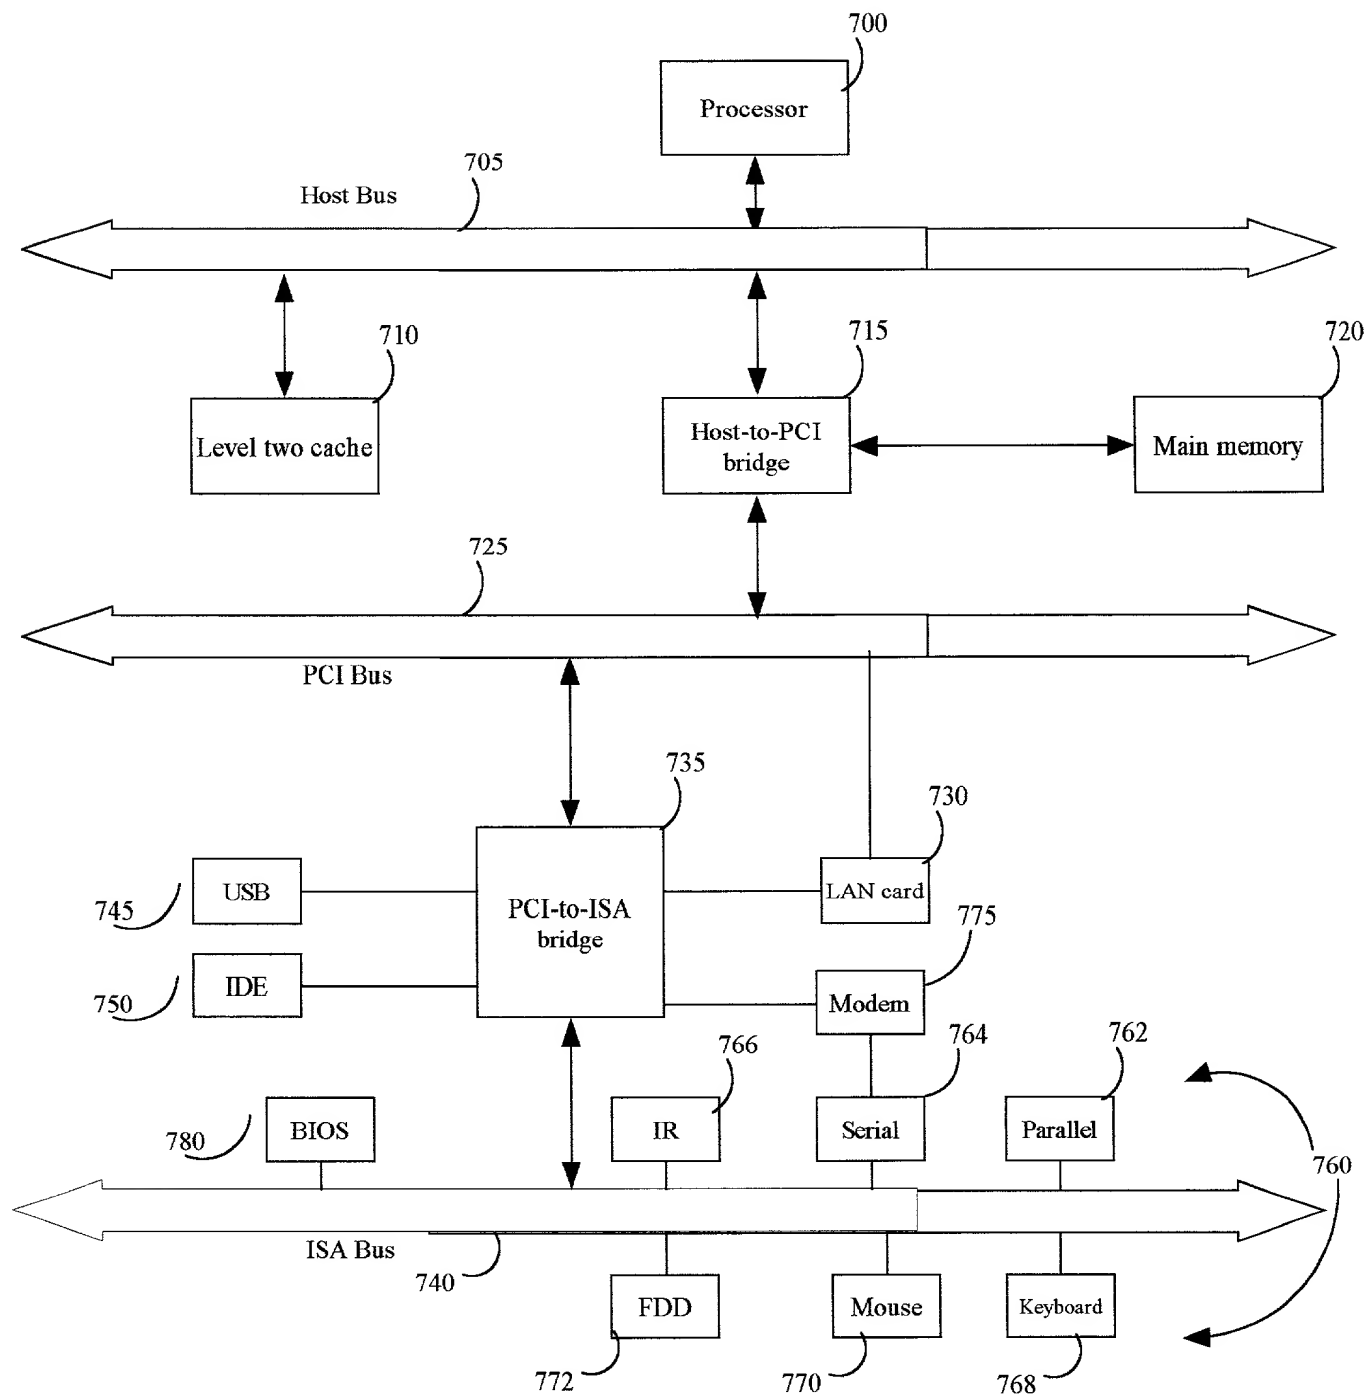 700
Processor
705
Host Bus
710
715
720
Level two cache
Host-to-PCI
bridge
Main memory
725
PCI Bus
735
730
USB
745
PCI-to-ISA
bridge
LAN card
775
IDE
750
Modem
766
764
762
BIOS
780
IR
Serial
Parallel
760
ISA Bus
740
FDD
Mouse
Keyboard
772
770
768